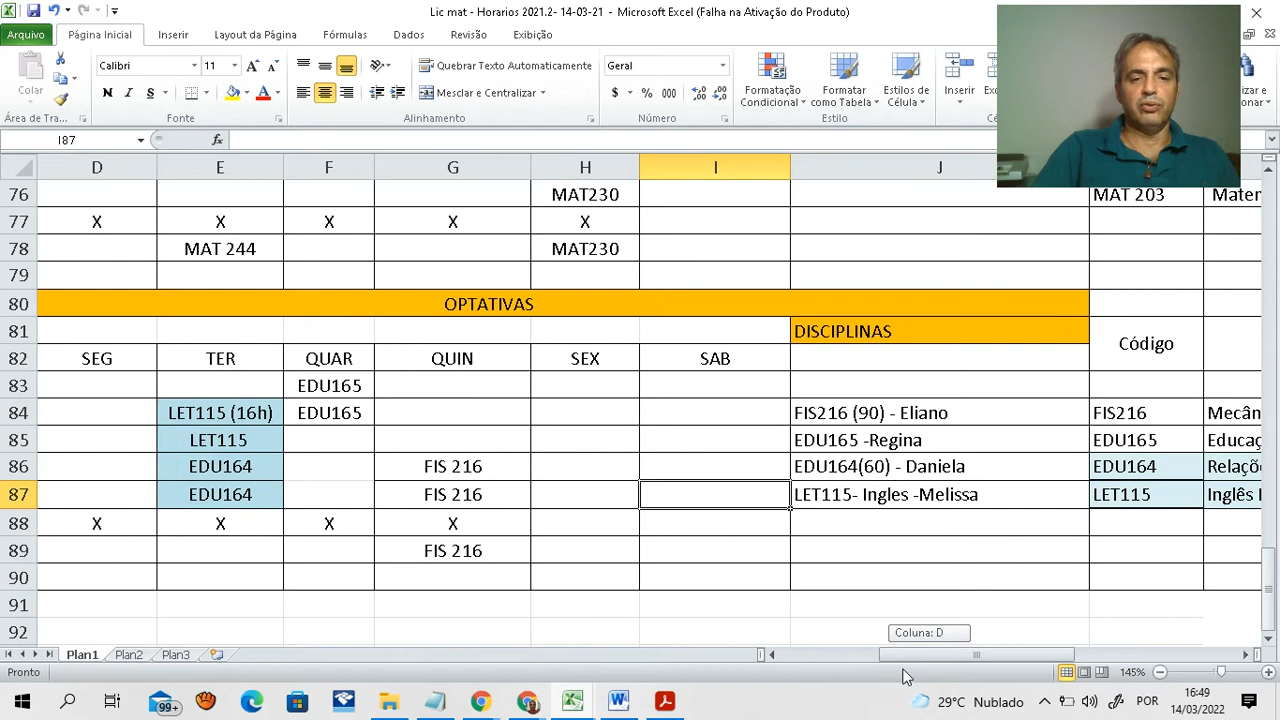 Lic mat - Horarios 2021.2- 14-03-21 - Microsoft Excel (Falha na Ativação do Produto)
Arquivo Página Inicial Inserir Layout da Página Fórmulas Dados Revisão Exibição
Colar
Calibri 11
N I S
Quebrar Texto Automaticamente
Mesclar e Centralizar
Geral
$ % 000
Formatação Condicional
Formatar como Tabela
Estilos de Célula
Inserir
Área de Tra... Fonte Alinhamento Número Estilo
I87 fx
D E F G H I J
76 MAT230 MAT 203 Mater
77 X X X X X
78 MAT 244 MAT230
79
80 OPTATIVAS
81 DISCIPLINAS
Código
82 SEG TER QUAR QUIN SEX SAB
83 EDU165
84 LET115 (16h) EDU165 FIS216 (90) - Eliano FIS216 Mecân
85 LET115 EDU165 -Regina EDU165 Educaç
86 EDU164 FIS 216 EDU164(60) - Daniela EDU164 Relaçõ
87 EDU164 FIS 216 LET115- Ingles -Melissa LET115 Inglês
88 X X X X
89 FIS 216
90
91
92 Coluna: D
Plan1 Plan2 Plan3
Pronto 145%
99+ 29°C Nublado POR 16:49
14/03/2022